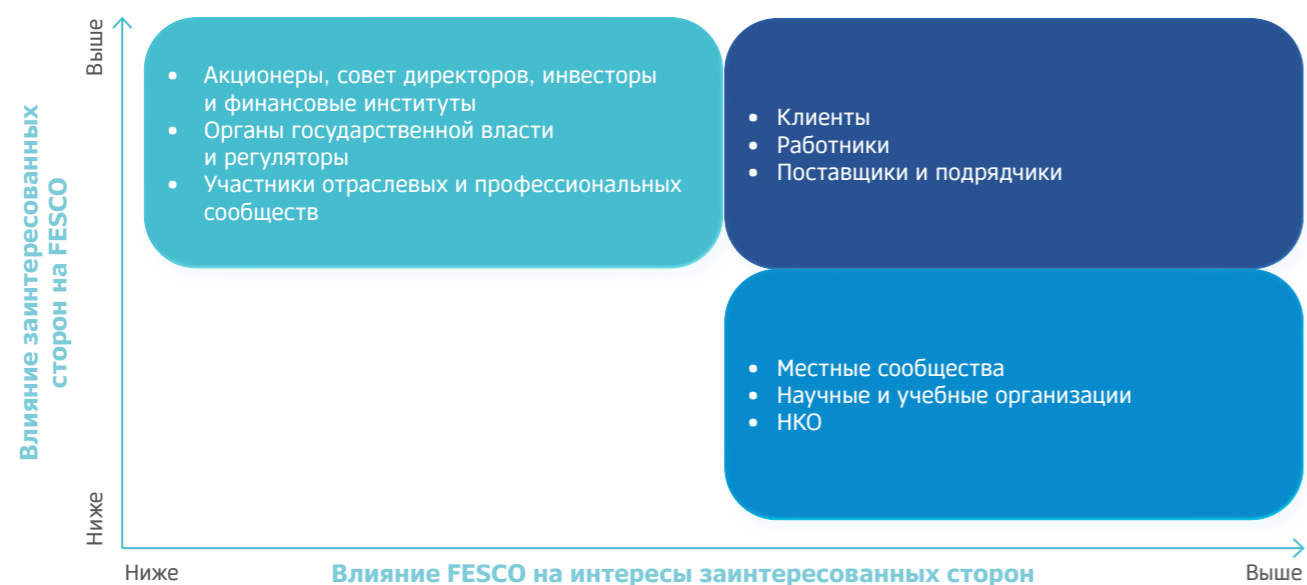 Выше
Влияние заинтересованных
сторон на FESCO
Ниже
• Акционеры, совет директоров, инвесторы
и финансовые институты
• Органы государственной власти
и регуляторы
• Участники отраслевых и профессиональных
сообществ
• Клиенты
• Работники
• Поставщики и подрядчики
• Местные сообщества
• Научные и учебные организации
• НКО
Ниже
Влияние FESCO на интересы заинтересованных сторон
Выше